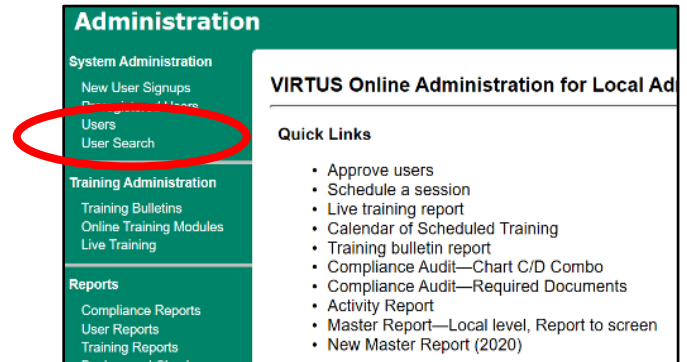 Administration
System Administration
New User Signups
Preregistered Users
Users
User Search
Training Administration
Training Bulletins
Online Training Modules
Live Training
Reports
Compliance Reports
User Reports
Training Reports
VIRTUS Online Administration for Local Ad
Quick Links
• Approve users
• Schedule a session
• Live training report
• Calendar of Scheduled Training
• Training bulletin report
• Compliance Audit—Chart C/D Combo
• Compliance Audit—Required Documents
• Activity Report
• Master Report—Local level, Report to screen
• New Master Report (2020)